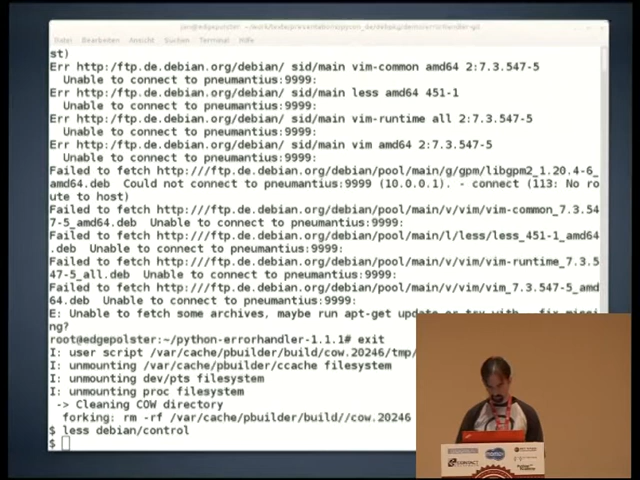 Datei Bearbeiten Ansicht Suchen Terminal Hilfe
st)
Err http:/ftp.de.debian.org/debian/ sid/main vim-common amd64 2:7.3.547-5
Unable to connect to pneumantius:9999:
Err http:/ftp.de.debian.org/debian/ sid/main less amd64 451-1
Unable to connect to pneumantius:9999:
Err http:/ftp.de.debian.org/debian/ sid/main vim-runtime all 2:7.3.547-5
Unable to connect to pneumantius:9999:
Err http:/ftp.de.debian.org/debian/ sid/main vim amd64 2:7.3.547-5
Unable to connect to pneumantius:9999:
Failed to fetch http:///ftp.de.debian.org/debian/pool/main/g/gpm/libgpm2_1.20.4-6_
amd64.deb Could not connect to pneumantius:9999 (10.0.0.1). - connect (113: No ro
ute to host)
Failed to fetch http:///ftp.de.debian.org/debian/pool/main/v/vim/vim-common_7.3.54
7-5_amd64.deb Unable to connect to pneumantius:9999:
Failed to fetch http:///ftp.de.debian.org/debian/pool/main/l/less/less_451-1_amd64
.deb Unable to connect to pneumantius:9999:
Failed to fetch http:///ftp.de.debian.org/debian/pool/main/v/vim/vim-runtime_7.3.5
47-5_all.deb Unable to connect to pneumantius:9999:
Failed to fetch http:///ftp.de.debian.org/debian/pool/main/v/vim/vim_7.3.547-5_amd
64.deb Unable to connect to pneumantius:9999:
E: Unable to fetch some archives, maybe run apt-get update or try with --fix-missi
ng?
root@edgepolster:~/python-errorhandler-1.1.1# exit
I: user script /var/cache/pbuilder/build/cow.20246/tmp/
I: unmounting /var/cache/pbuilder/ccache filesystem
I: unmounting dev/pts filesystem
I: unmounting proc filesystem
-> Cleaning COW directory
forking: rm -rf /var/cache/pbuilder/build//cow.20246
$ less debian/control
$